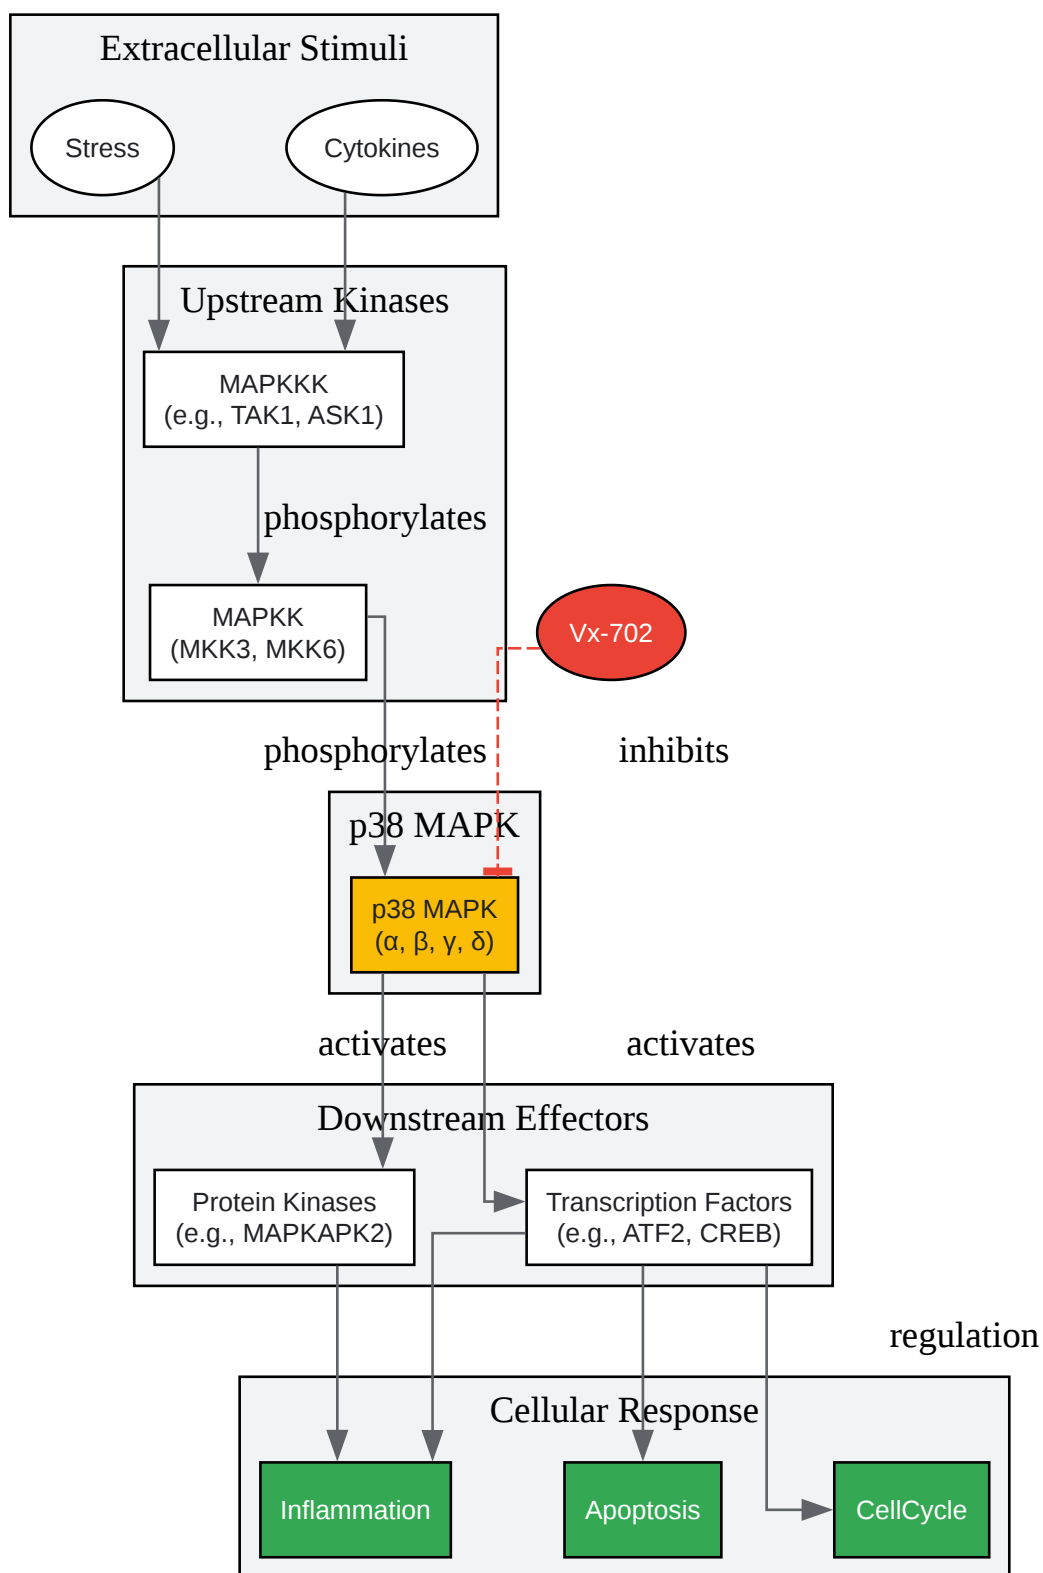 Extracellular Stimuli
Stress
Cytokines
Upstream Kinases
MAPKKK
(e.g., TAK1, ASK1)
phosphorylates
MAPKK
(MKK3, MKK6)
Vx-702
phosphorylates
inhibits
p38 MAPK
p38 MAPK
(α, β, γ, δ)
activates
activates
Downstream Effectors
Protein Kinases
(e.g., MAPKAPK2)
Transcription Factors
(e.g., ATF2, CREB)
regulation
Cellular Response
Inflammation
Apoptosis
CellCycle